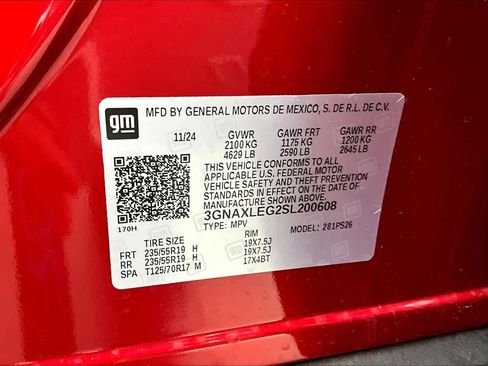 gm
MFD BY GENERAL MOTORS DE MEXICO, S. DE R.L. DE C.V.
11/24 GVWR GAWR FRT GAWR RR
2100 KG 1175 KG 1200 KG
4629 LB 2590 LB 2645 LB
THIS VEHICLE CONFORMS TO ALL
APPLICABLE U.S. FEDERAL MOTOR
VEHICLE SAFETY STANDARDS IN EFFECT ON
THE DATE OF MANUFACTURE SHOWN ABOVE.
3GNAXLEG2SL200608
TYPE: MPV MODEL: 281PS26
170H
TIRE SIZE RIM
FRT 235/55R19 H 19X7.5J
RR 235/55R19 H 19X7.5J
SPA T125/70R17 M 17X4BT